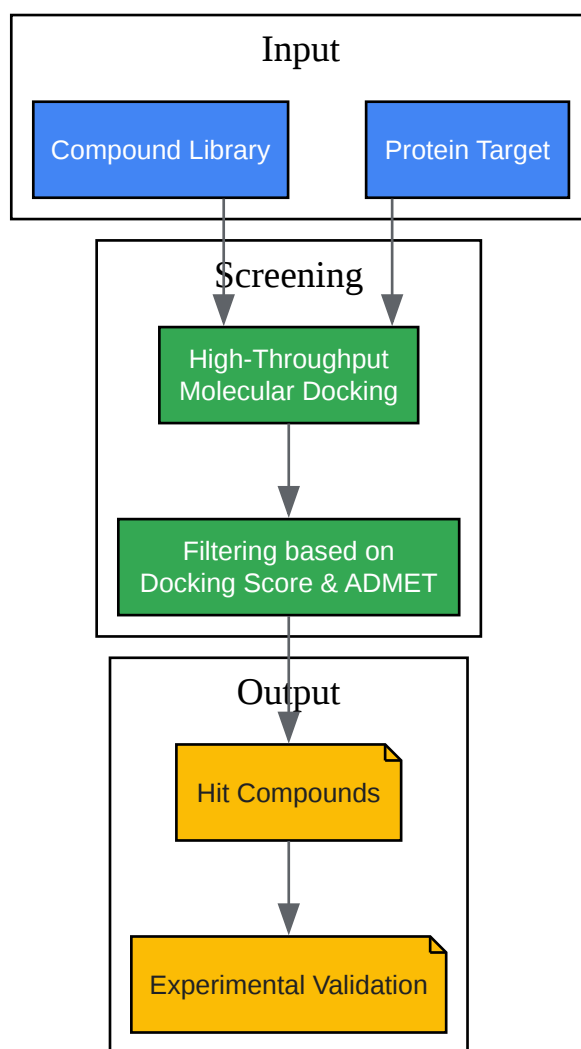 Input
Compound Library
Protein Target
Screening
High-Throughput
Molecular Docking
Filtering based on
Docking Score & ADMET
Output
Hit Compounds
Experimental Validation